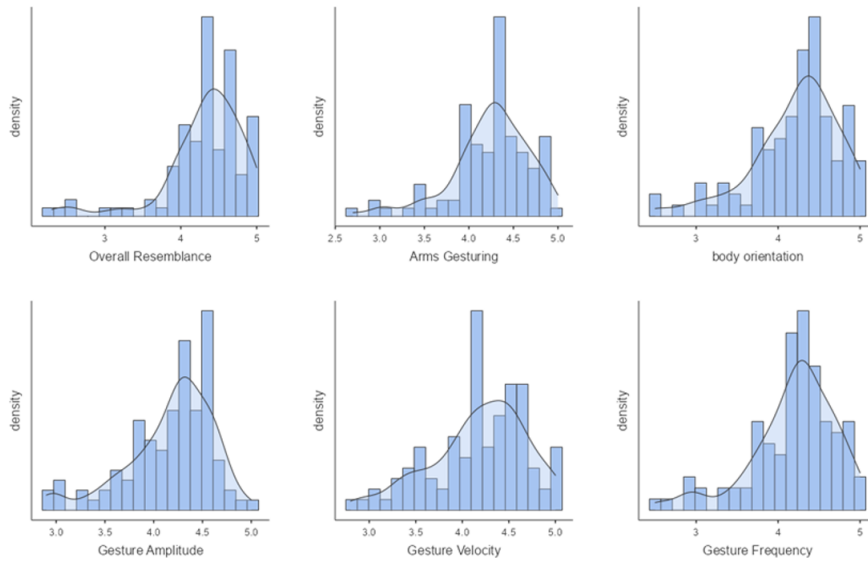 density
3 4 5
Overall Resemblance
density
2.5 3.0 3.5 4.0 4.5 5.0
Arms Gesturing
density
3 4 5
body orientation
density
3.0 3.5 4.0 4.5 5.0
Gesture Amplitude
density
3.0 3.5 4.0 4.5 5.0
Gesture Velocity
density
3 4 5
Gesture Frequency